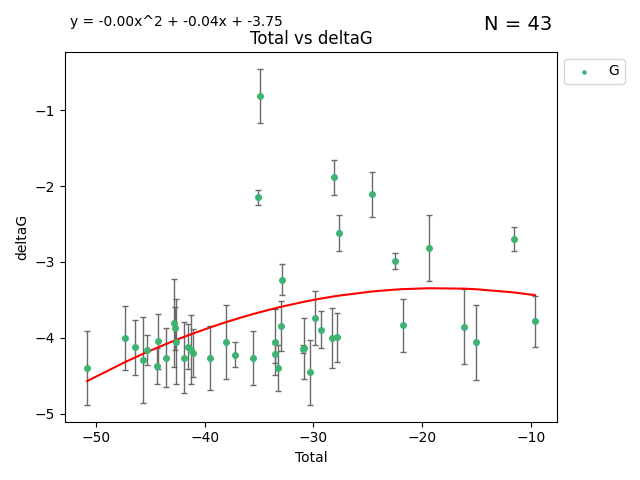 y = -0.00x^2 + -0.04x + -3.75
N = 43
Total vs deltaG
G
−1
−2
−3
−4
−5
deltaG
−50 −40 −30 −20 −10
Total